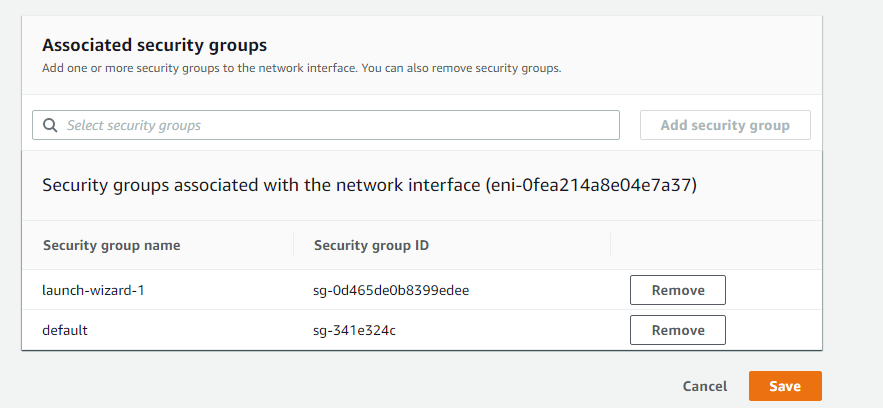 Associated security groups
Add one or more security groups to the network interface. You can also remove security groups.
Select security groups
Add security group
Security groups associated with the network interface (eni-0fea214a8e04e7a37)
Security group name Security group ID
launch-wizard-1 sg-0d465de0b8399edee Remove
default sg-341e324c Remove
Cancel Save